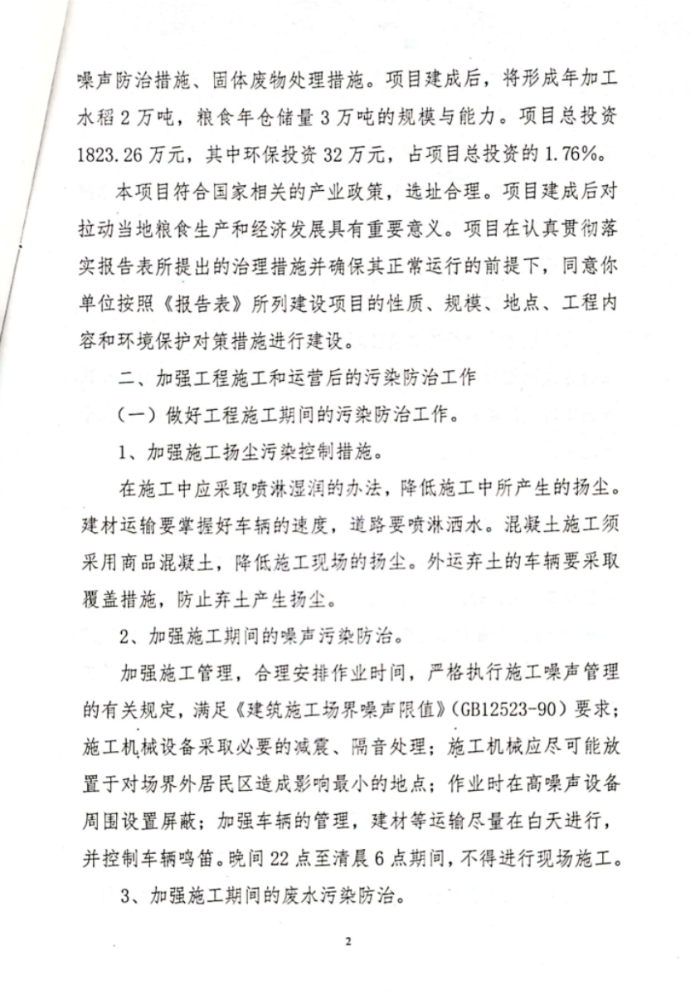 噪声防治措施、固体废物处理措施。项目建成后，将形成年加工
水稻2万吨，粮食年仓储量3万吨的规模与能力。项目总投资
1823.26万元，其中环保投资32万元，占项目总投资的1.76%。
本项目符合国家相关的产业政策，选址合理。项目建成后对
拉动当地粮食生产和经济发展具有重要意义。项目在认真贯彻落
实报告表所提出的治理措施并确保其正常运行的前提下，同意你
单位按照《报告表》所列建设项目的性质、规模、地点、工程内
容和环境保护对策措施进行建设。
二、加强工程施工和运营后的污染防治工作
（一）做好工程施工期间的污染防治工作。
1、加强施工扬尘污染控制措施。
在施工中应采取喷淋湿润的办法，降低施工中所产生的扬尘。
建材运输要掌握好车辆的速度，道路要喷淋洒水。混凝土施工须
采用商品混凝土，降低施工现场的扬尘。外运弃土的车辆要采取
覆盖措施，防止弃土产生扬尘。
2、加强施工期间的噪声污染防治。
加强施工管理，合理安排作业时间，严格执行施工噪声管理
的有关规定，满足《建筑施工场界噪声限值》（GB12523-90）要求；
施工机械设备采取必要的减震、隔音处理；施工机械应尽可能放
置于对场界外居民区造成影响最小的地点；作业时在高噪声设备
周围设置屏蔽；加强车辆的管理，建材等运输尽量在白天进行，
并控制车辆鸣笛。晚间22点至清晨6点期间，不得进行现场施工。
3、加强施工期间的废水污染防治。
2